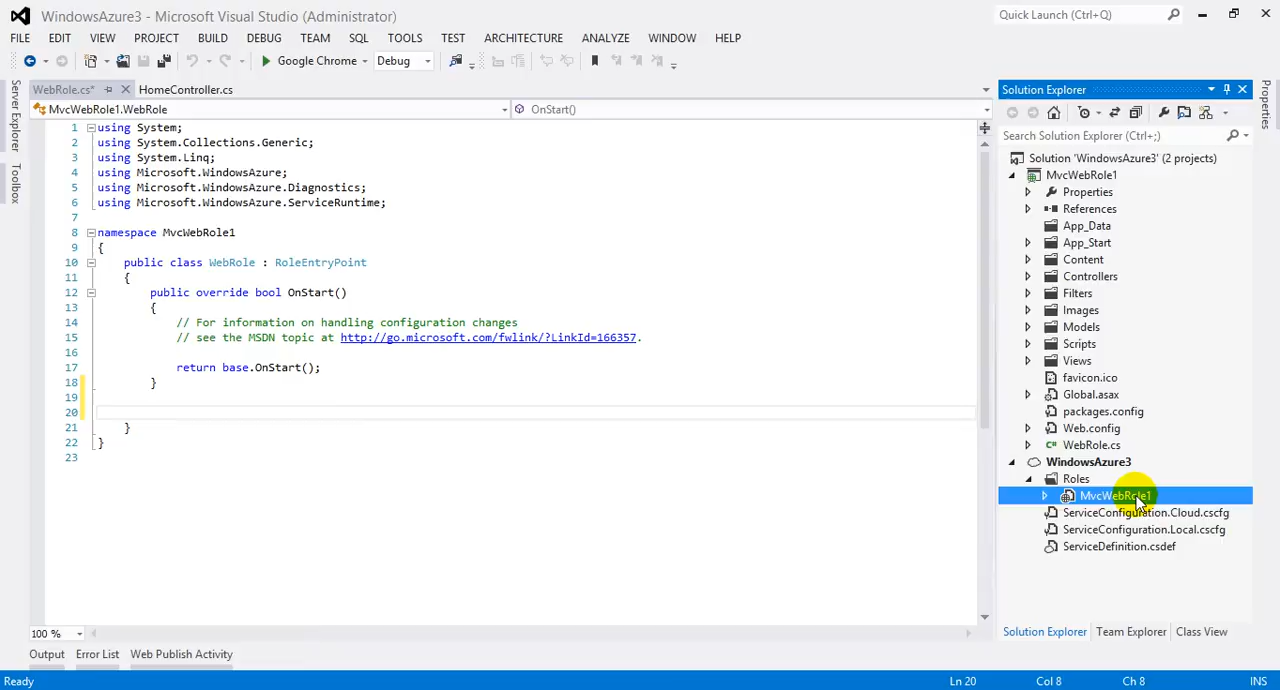 WindowsAzure3 - Microsoft Visual Studio (Administrator)
Quick Launch (Ctrl+Q)
FILE EDIT VIEW PROJECT BUILD DEBUG TEAM SQL TOOLS TEST ARCHITECTURE ANALYZE WINDOW HELP
Google Chrome Debug
Server Explorer
Toolbox
WebRole.cs* HomeController.cs
MvcWebRole1.WebRole OnStart()
1 using System;
2 using System.Collections.Generic;
3 using System.Linq;
4 using Microsoft.WindowsAzure;
5 using Microsoft.WindowsAzure.Diagnostics;
6 using Microsoft.WindowsAzure.ServiceRuntime;
7
8 namespace MvcWebRole1
9 {
10 public class WebRole : RoleEntryPoint
11 {
12 public override bool OnStart()
13 {
14 // For information on handling configuration changes
15 // see the MSDN topic at http://go.microsoft.com/fwlink/?LinkId=166357.
16
17 return base.OnStart();
18 }
19
20
21 }
22 }
23
100 %
Output Error List Web Publish Activity
Solution Explorer
Search Solution Explorer (Ctrl+;)
Solution 'WindowsAzure3' (2 projects)
MvcWebRole1
Properties
References
App_Data
App_Start
Content
Controllers
Filters
Images
Models
Scripts
Views
favicon.ico
Global.asax
packages.config
Web.config
C# WebRole.cs
WindowsAzure3
Roles
MvcWebRole1
ServiceConfiguration.Cloud.cscfg
ServiceConfiguration.Local.cscfg
ServiceDefinition.csdef
Solution Explorer Team Explorer Class View
Properties
Ready Ln 20 Col 8 Ch 8 INS